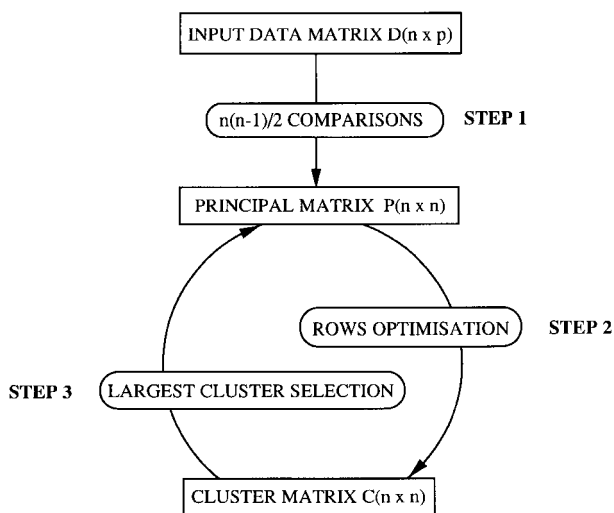 INPUT DATA MATRIX D(n x p)
n(n-1)/2 COMPARISONS
STEP 1
PRINCIPAL MATRIX P(n x n)
ROWS OPTIMISATION
STEP 2
STEP 3
LARGEST CLUSTER SELECTION
CLUSTER MATRIX C(n x n)